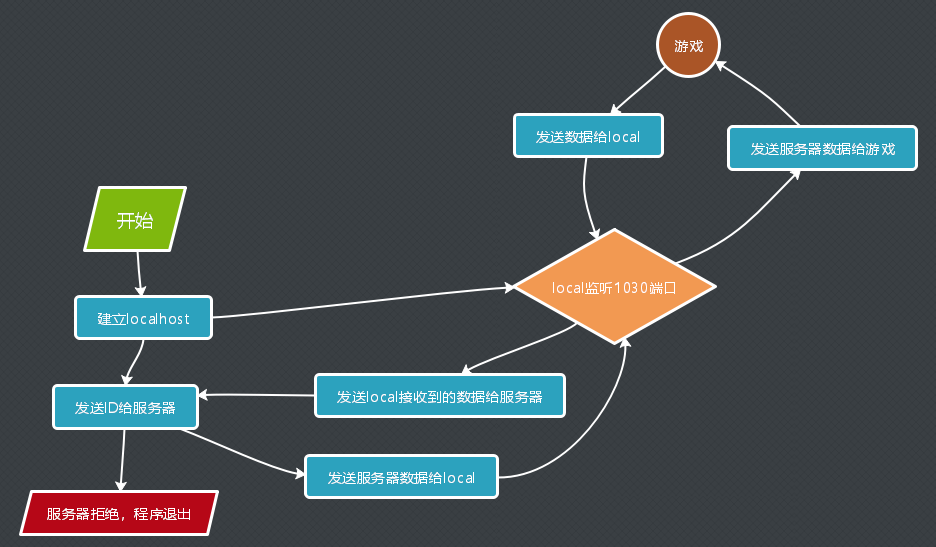 游戏
发送数据给local
发送服务器数据给游戏
开始
local监听1030端口
建立localhost
发送local接收到的数据给服务器
发送ID给服务器
发送服务器数据给local
服务器拒绝，程序退出